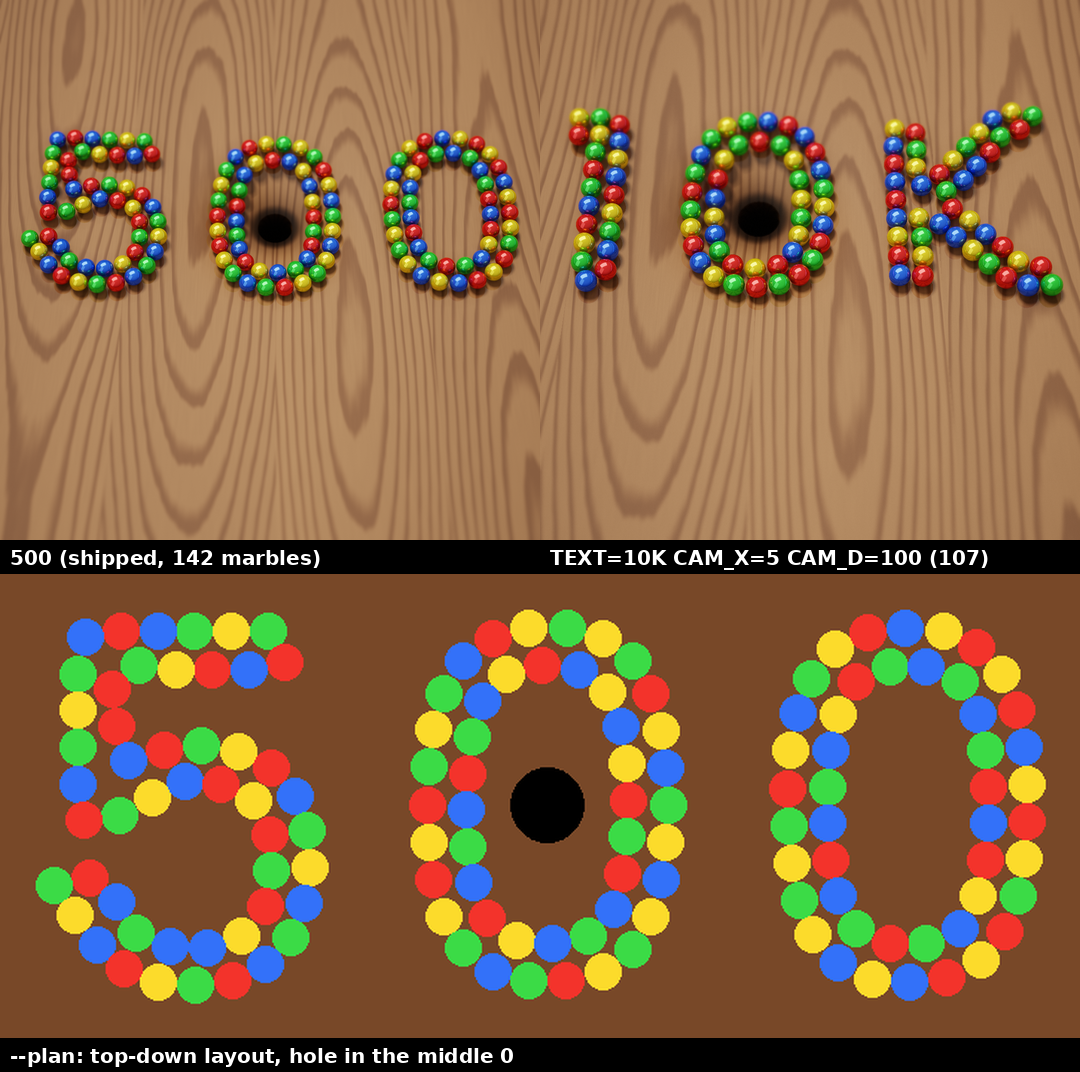 500 10K
500 (shipped, 142 marbles) TEXT=10K CAM_X=5 CAM_D=100 (107)
500
--plan: top-down layout, hole in the middle 0